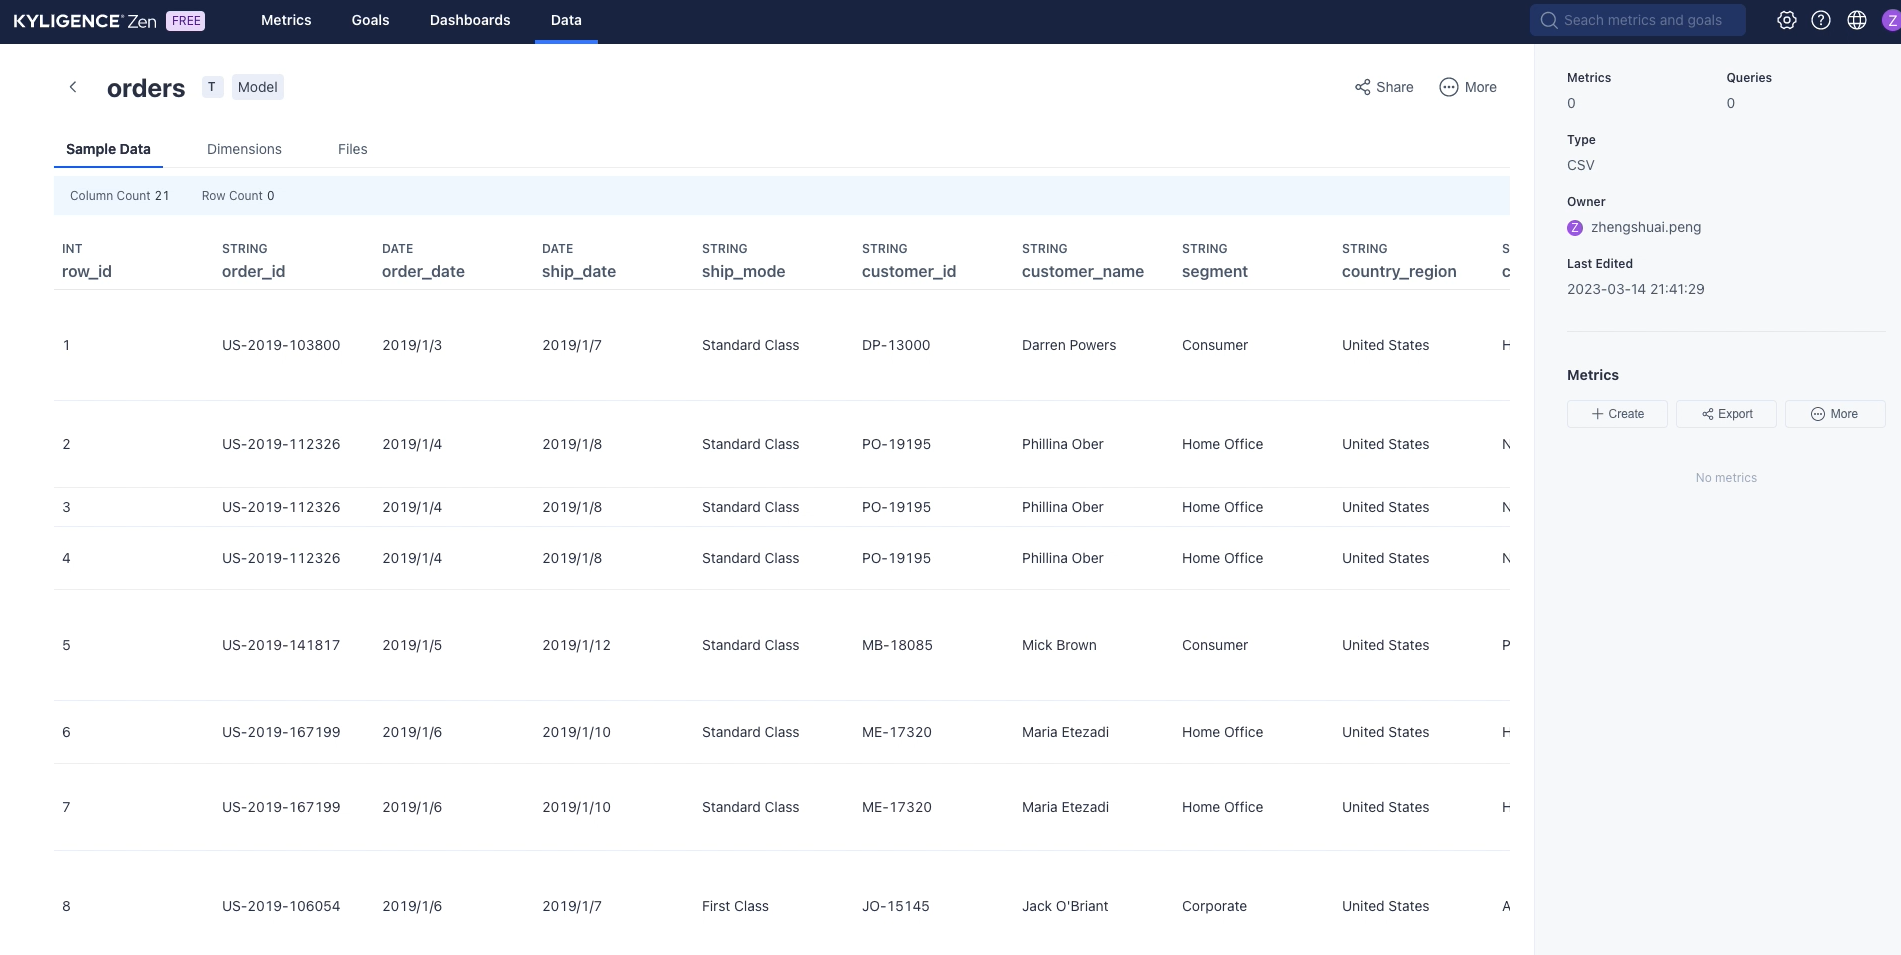 KYLIGENCE® Zen FREE Metrics Goals Dashboards Data Search metrics and goals Z
orders T Model Share More
Sample Data Dimensions Files
Column Count 21 Row Count 0
INT STRING DATE DATE STRING STRING STRING STRING STRING S
row_id order_id order_date ship_date ship_mode customer_id customer_name segment country_region c
1 US-2019-103800 2019/1/3 2019/1/7 Standard Class DP-13000 Darren Powers Consumer United States H
2 US-2019-112326 2019/1/4 2019/1/8 Standard Class PO-19195 Phillina Ober Home Office United States N
3 US-2019-112326 2019/1/4 2019/1/8 Standard Class PO-19195 Phillina Ober Home Office United States N
4 US-2019-112326 2019/1/4 2019/1/8 Standard Class PO-19195 Phillina Ober Home Office United States N
5 US-2019-141817 2019/1/5 2019/1/12 Standard Class MB-18085 Mick Brown Consumer United States P
6 US-2019-167199 2019/1/6 2019/1/10 Standard Class ME-17320 Maria Etezadi Home Office United States H
7 US-2019-167199 2019/1/6 2019/1/10 Standard Class ME-17320 Maria Etezadi Home Office United States H
8 US-2019-106054 2019/1/6 2019/1/7 First Class JO-15145 Jack O'Briant Corporate United States A
Metrics Queries
0 0
Type
CSV
Owner
Z zhengshuai.peng
Last Edited
2023-03-14 21:41:29
Metrics
Create Export More
No metrics